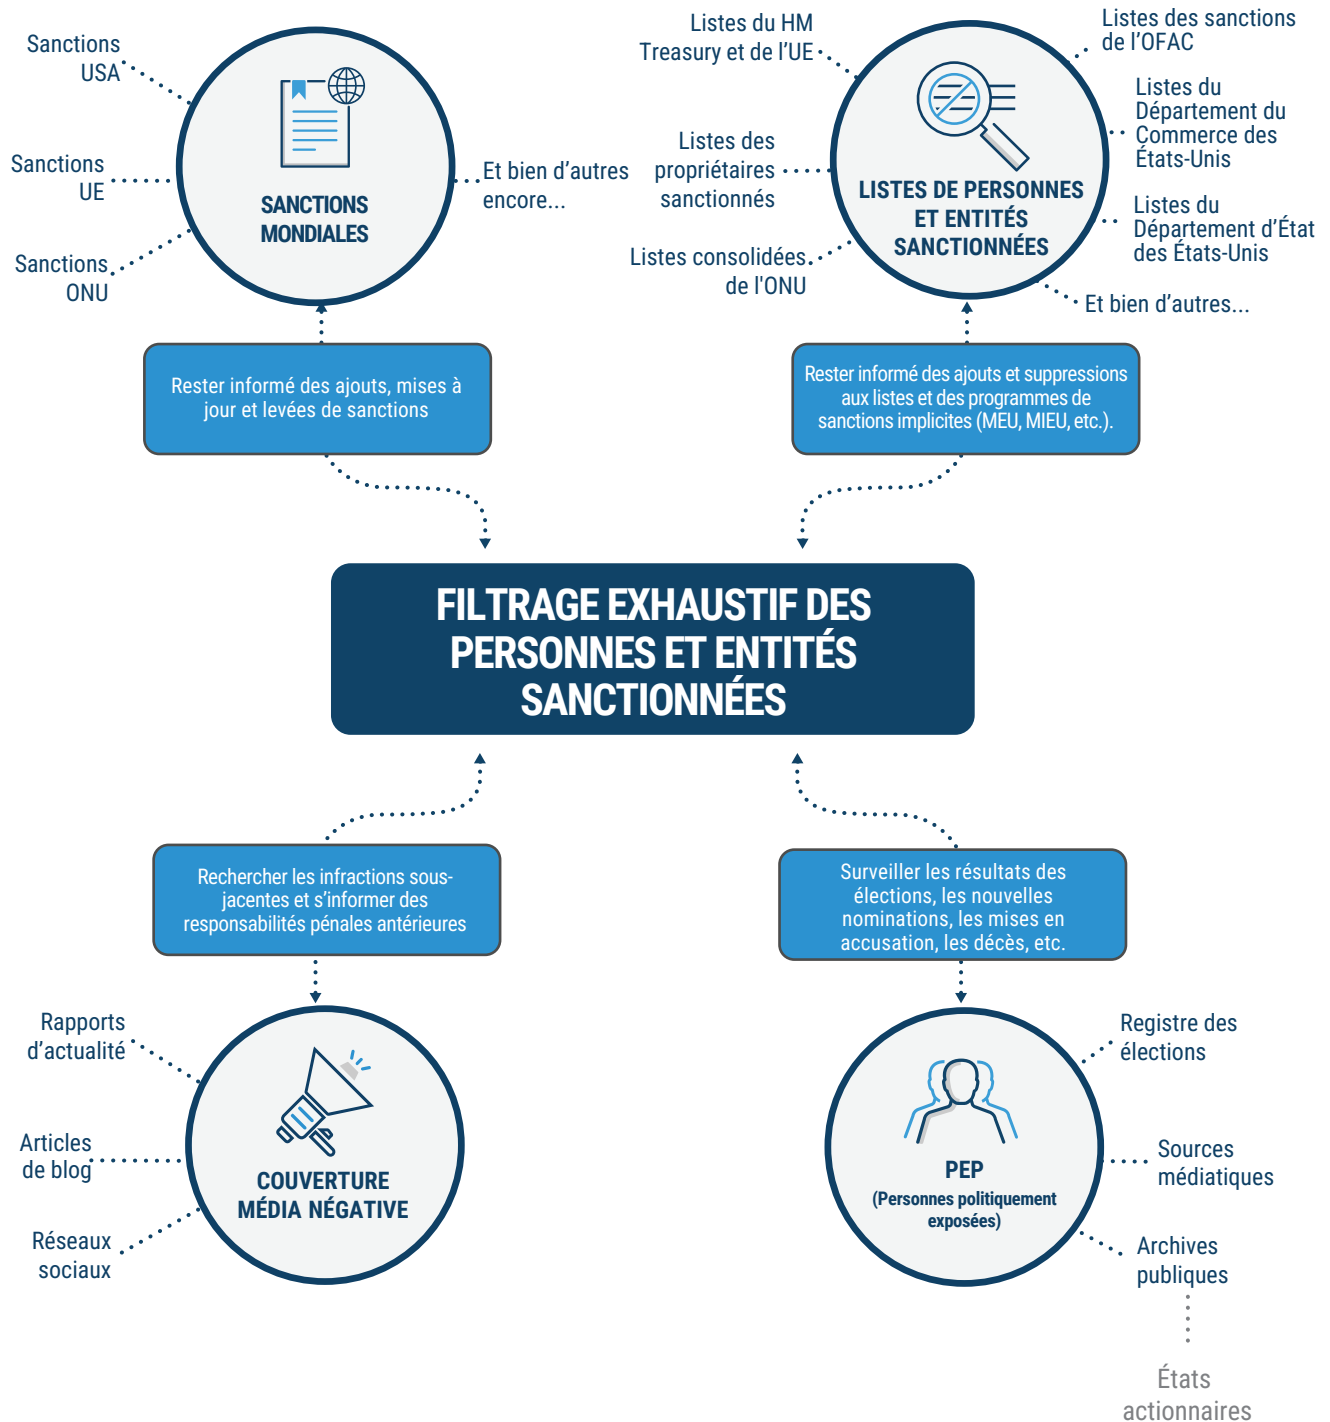 Sanctions
USA
Sanctions
UE
Sanctions
ONU
SANCTIONS
MONDIALES
Et bien d’autres
encore...
Listes du HM
Treasury et de l’UE
Listes des
propriétaires
sanctionnés
Listes consolidées
de l'ONU
LISTES DE PERSONNES
ET ENTITÉS
SANCTIONNÉES
Listes des sanctions
de l’OFAC
Listes du
Département du
Commerce des
États-Unis
Listes du
Département d’État
des États-Unis
Et bien d’autres...
Rester informé des ajouts, mises à
jour et levées de sanctions
Rester informé des ajouts et suppressions
aux listes et des programmes de
sanctions implicites (MEU, MIEU, etc.).
FILTRAGE EXHAUSTIF DES
PERSONNES ET ENTITÉS
SANCTIONNÉES
Rechercher les infractions sous-
jacentes et s’informer des
responsabilités pénales antérieures
Surveiller les résultats des
élections, les nouvelles
nominations, les mises en
accusation, les décès, etc.
Rapports
d’actualité
Articles
de blog
Réseaux
sociaux
COUVERTURE
MÉDIA NÉGATIVE
PEP
(Personnes politiquement
exposées)
Registre des
élections
Sources
médiatiques
Archives
publiques
États
actionnaires